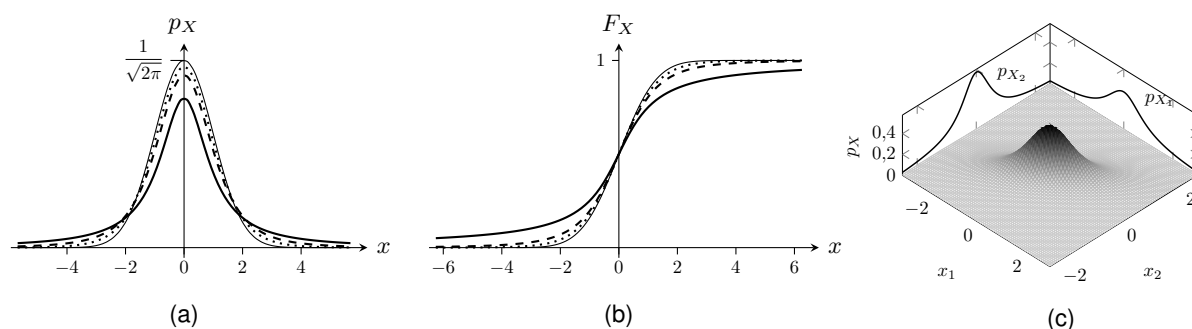 p_X
1
√2π
−4 −2 0 2 4 x
(a)
F_X
1
−6 −4 −2 0 2 4 6 x
(b)
p_{X_2}
p_{X_1}
p_X
0,4
0,2
0
−2 0 2
x_1
−2 0 2
x_2
(c)